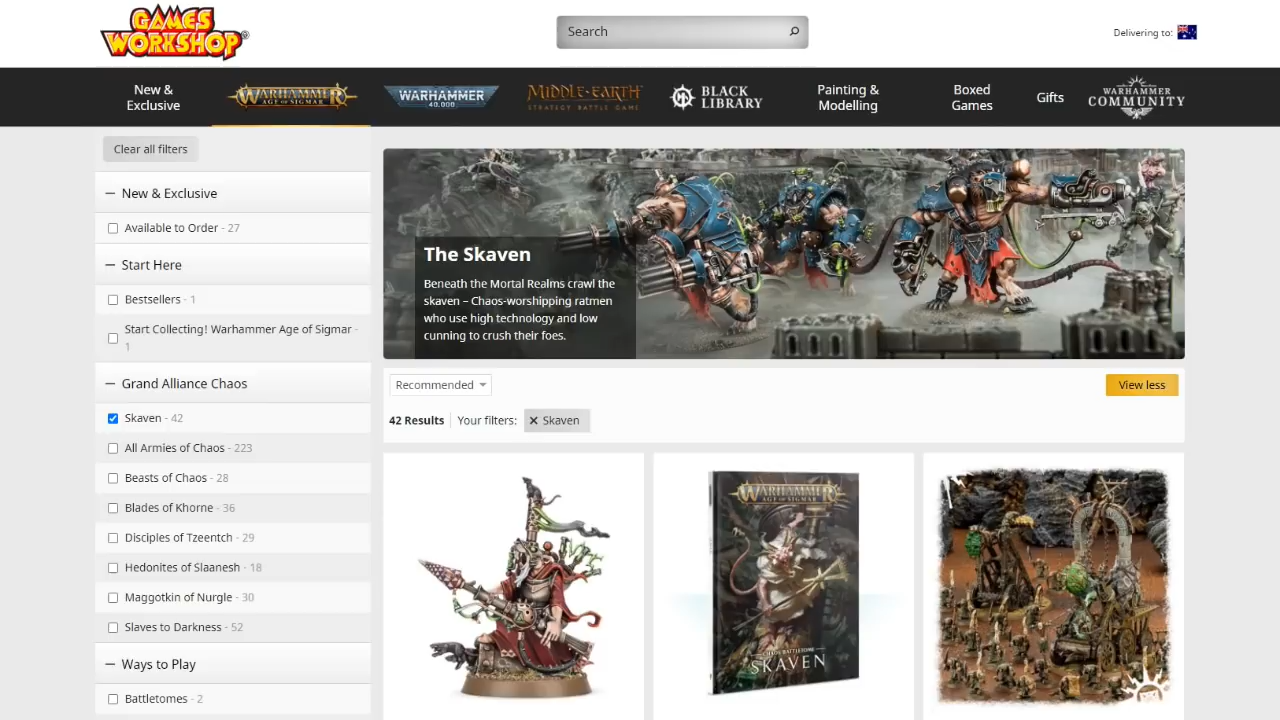 GAMES
WORKSHOP
Search
Delivering to:
New &
Exclusive
WARHAMMER
AGE OF SIGMAR
WARHAMMER
40,000
MIDDLE-EARTH
STRATEGY BATTLE GAME
BLACK
LIBRARY
Painting &
Modelling
Boxed
Games
Gifts
WARHAMMER
COMMUNITY
Clear all filters
New & Exclusive
Available to Order - 27
Start Here
Bestsellers - 1
Start Collecting! Warhammer Age of Sigmar -
1
Grand Alliance Chaos
Skaven - 42
All Armies of Chaos - 223
Beasts of Chaos - 28
Blades of Khorne - 36
Disciples of Tzeentch - 29
Hedonites of Slaanesh - 18
Maggotkin of Nurgle - 30
Slaves to Darkness - 52
Ways to Play
Battletomes - 2
The Skaven
Beneath the Mortal Realms crawl the
skaven – Chaos-worshipping ratmen
who use high technology and low
cunning to crush their foes.
Recommended
View less
42 Results
Your filters:
Skaven
WARHAMMER
AGE OF SIGMAR
CHAOS BATTLETOME
SKAVEN